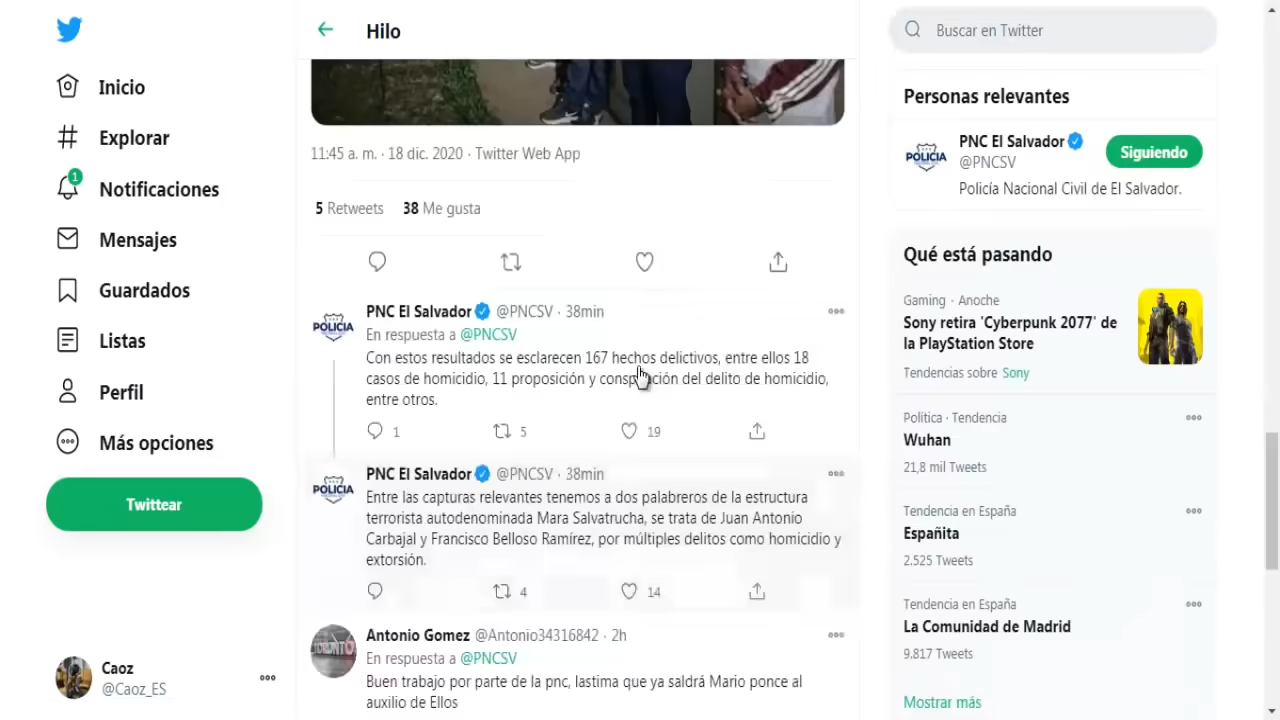 Inicio
Explorar
1
Notificaciones
Mensajes
Guardados
Listas
Perfil
Más opciones
Twittear
Caoz
@Caoz_ES
Hilo
11:45 a. m. · 18 dic. 2020 · Twitter Web App
5 Retweets 38 Me gusta
POLICIA
PNC El Salvador @PNCSV · 38min
En respuesta a @PNCSV
Con estos resultados se esclarecen 167 hechos delictivos, entre ellos 18
casos de homicidio, 11 proposición y conspiración del delito de homicidio,
entre otros.
1 5 19
POLICIA
PNC El Salvador @PNCSV · 38min
Entre las capturas relevantes tenemos a dos palabreros de la estructura
terrorista autodenominada Mara Salvatrucha, se trata de Juan Antonio
Carbajal y Francisco Belloso Ramírez, por múltiples delitos como homicidio y
extorsión.
4 14
TORONTO
Antonio Gomez @Antonio34316842 · 2h
En respuesta a @PNCSV
Buen trabajo por parte de la pnc, lastima que ya saldrá Mario ponce al
auxilio de Ellos
Buscar en Twitter
Personas relevantes
POLICIA
PNC El Salvador
@PNCSV
Siguiendo
Policía Nacional Civil de El Salvador.
Qué está pasando
Gaming · Anoche
Sony retira 'Cyberpunk 2077' de
la PlayStation Store
Tendencias sobre Sony
Política · Tendencia
Wuhan
21,8 mil Tweets
Tendencia en España
Españita
2.525 Tweets
Tendencia en España
La Comunidad de Madrid
9.817 Tweets
Mostrar más